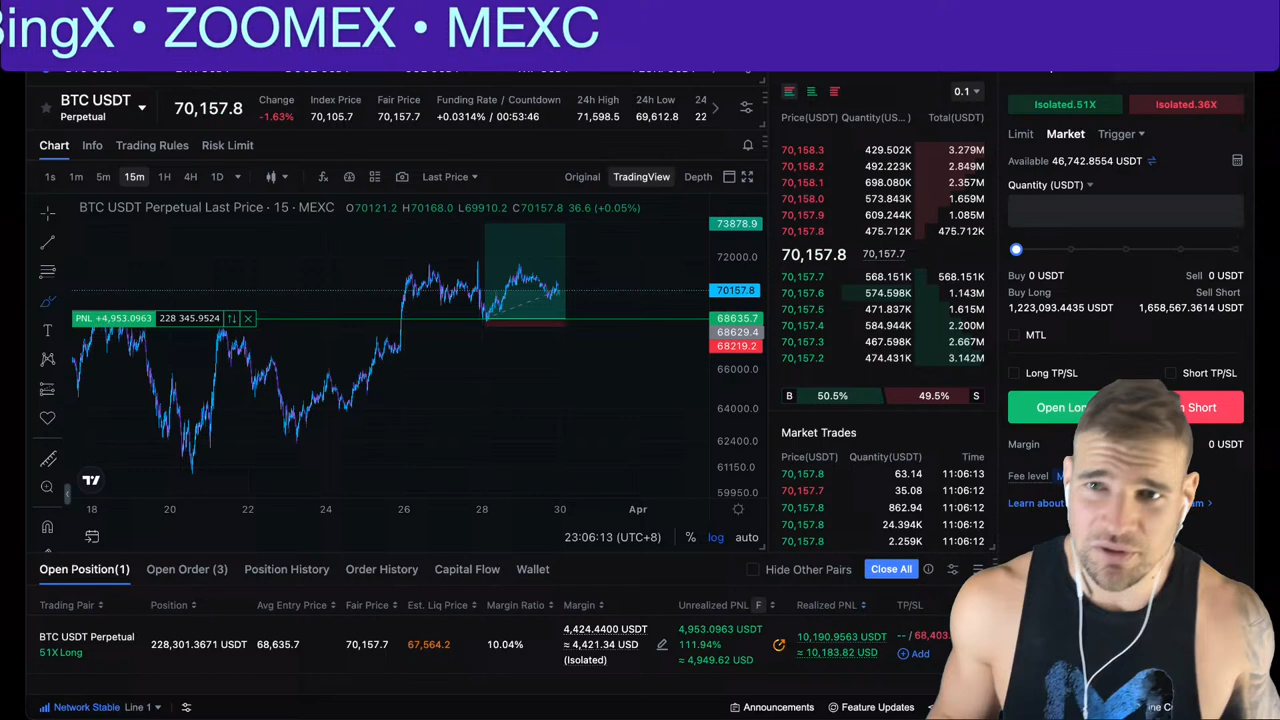 BingX • ZOOMEX • MEXC
BTC USDT
Perpetual
70,157.8
Change
-1.63%
Index Price
70,105.7
Fair Price
70,157.8
Funding Rate / Countdown
+0.0314% / 00:53:46
24h High
71,598.5
24h Low
69,612.8
24
22
Chart
Info
Trading Rules
Risk Limit
1s
1m
5m
15m
1H
4H
1D
Last Price
Original
TradingView
Depth
BTC USDT Perpetual Last Price · 15 · MEXC O70121.2 H70168.0 L69910.2 C70157.8 36.6 (+0.05%)
73878.9
72000.0
70157.8
68635.7
68629.4
68219.2
66000.0
64000.0
62400.0
61150.0
59950.0
PNL +4,953.0963
228 345.9524
18
20
22
24
26
28
30
Apr
23:06:13 (UTC+8)
%
log
auto
0.1
Price(USDT) Quantity(US...) Total(USDT)
70,158.3 429.502K 3.279M
70,158.2 492.223K 2.849M
70,158.1 698.080K 2.357M
70,158.0 573.843K 1.659M
70,157.9 609.244K 1.085M
70,157.8 475.712K 475.712K
70,157.8 70,157.7
70,157.7 568.151K 568.151K
70,157.6 574.598K 1.143M
70,157.5 471.837K 1.615M
70,157.4 584.944K 2.200M
70,157.3 467.598K 2.667M
70,157.2 474.431K 3.142M
B 50.5% 49.5% S
Market Trades
Price(USDT) Quantity(USDT) Time
70,157.8 63.14 11:06:13
70,157.7 35.08 11:06:12
70,157.8 862.94 11:06:12
70,157.8 24.394K 11:06:12
70,157.8 2.259K 11:06:12
Isolated.51X
Isolated.36X
Limit
Market
Trigger
Available 46,742.8554 USDT
Quantity (USDT)
Buy 0 USDT
Sell 0 USDT
Buy Long
Sell Short
1,223,093.4435 USDT
1,658,567.3614 USDT
MTL
Long TP/SL
Short TP/SL
Short
Margin
0 USDT
Fee level
Learn about
Open Position(1)
Open Order (3)
Position History
Order History
Capital Flow
Wallet
Hide Other Pairs
Close All
Trading Pair
Position
Avg Entry Price
Fair Price
Est. Liq Price
Margin Ratio
Margin
Unrealized PNL F
Realized PNL
TP/SL
BTC USDT Perpetual
51X Long
228,301.3671 USDT
68,635.7
70,157.7
67,564.2
10.04%
4,424.4400 USDT
≈ 4,421.34 USD
(Isolated)
4,953.0963 USDT
111.94%
≈ 4,949.62 USD
10,190.9563 USDT
≈ 10,183.82 USD
-- / 68,403.
Add
Network Stable Line 1
Announcements
Feature Updates